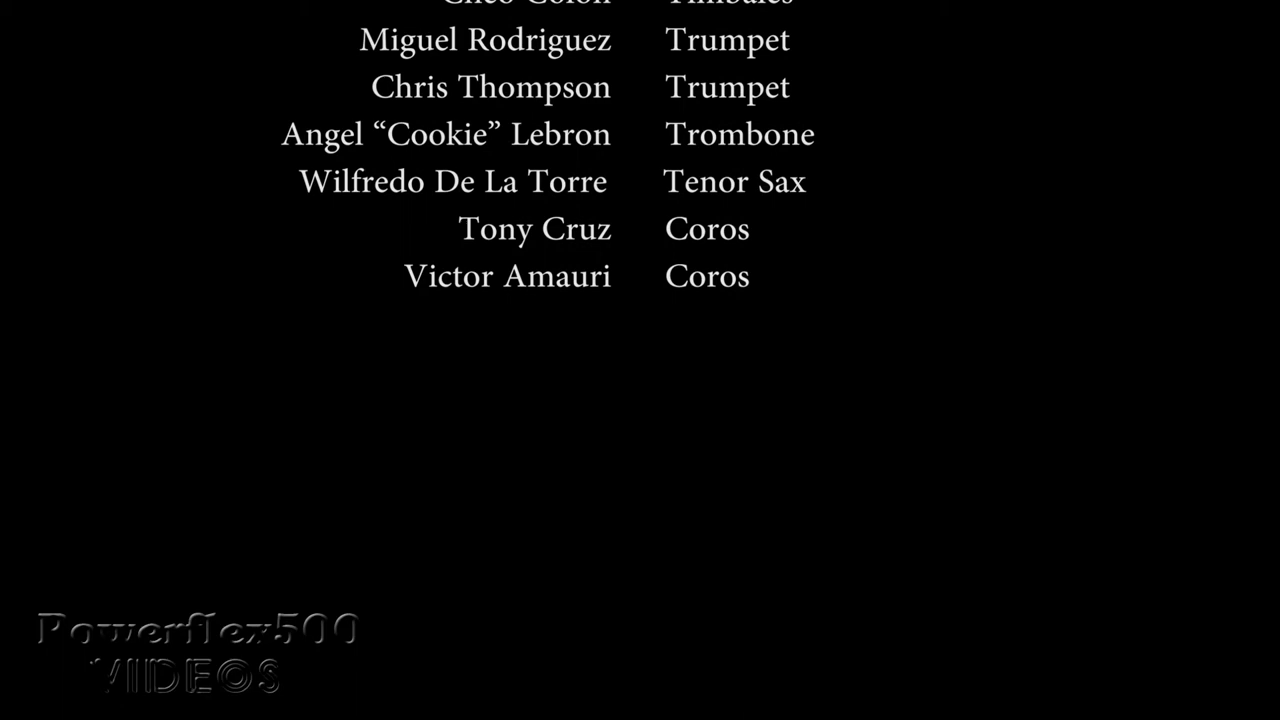 Miguel Rodriguez Trumpet
Chris Thompson Trumpet
Angel “Cookie” Lebron Trombone
Wilfredo De La Torre Tenor Sax
Tony Cruz Coros
Victor Amauri Coros
Powerflex500
VIDEOS